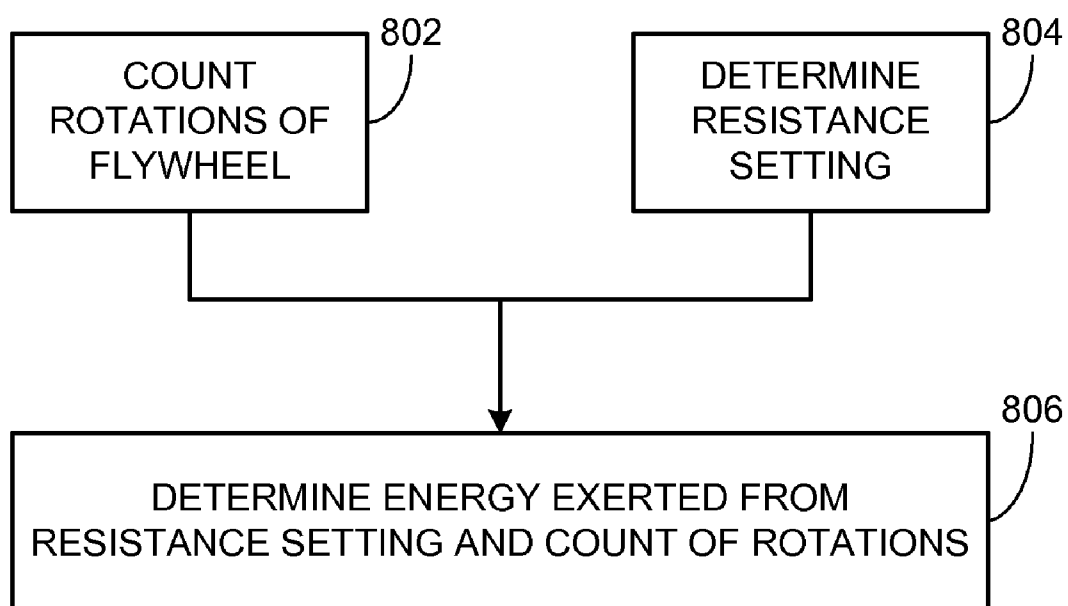 802
COUNT
ROTATIONS OF
FLYWHEEL
804
DETERMINE
RESISTANCE
SETTING
806
DETERMINE ENERGY EXERTED FROM
RESISTANCE SETTING AND COUNT OF ROTATIONS